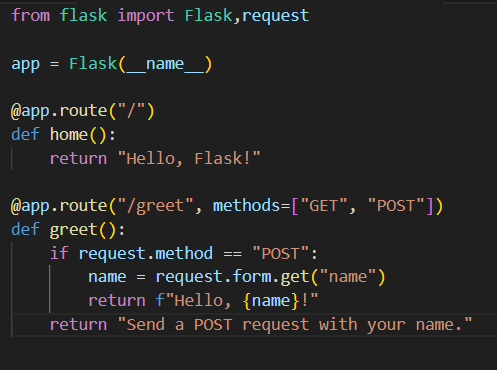 from flask import Flask,request
app = Flask(__name__)
@app.route("/")
def home():
    return "Hello, Flask!"
@app.route("/greet", methods=["GET", "POST"])
def greet():
    if request.method == "POST":
        name = request.form.get("name")
        return f"Hello, {name}!"
    return "Send a POST request with your name."